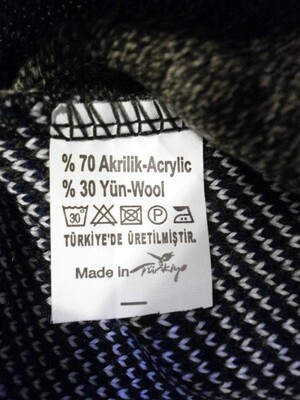 % 70 Akrilik-Acrylic
% 30 Yün-Wool
30° P
TÜRKİYE'DE ÜRETİLMİŞTİR.
Made in Türkiye